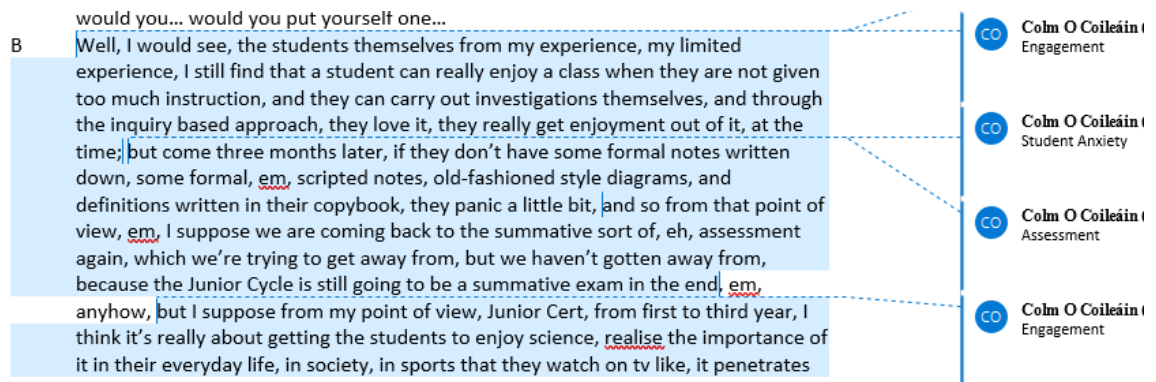 would you… would you put yourself one…
B
Well, I would see, the students themselves from my experience, my limited
experience, I still find that a student can really enjoy a class when they are not given
too much instruction, and they can carry out investigations themselves, and through
the inquiry based approach, they love it, they really get enjoyment out of it, at the
time; but come three months later, if they don’t have some formal notes written
down, some formal, em, scripted notes, old-fashioned style diagrams, and
definitions written in their copybook, they panic a little bit, and so from that point of
view, em, I suppose we are coming back to the summative sort of, eh, assessment
again, which we’re trying to get away from, but we haven’t gotten away from,
because the Junior Cycle is still going to be a summative exam in the end, em,
anyhow, but I suppose from my point of view, Junior Cert, from first to third year, I
think it’s really about getting the students to enjoy science, realise the importance of
it in their everyday life, in society, in sports that they watch on tv like, it penetrates
CO
Colm O Coileáin
Engagement
CO
Colm O Coileáin
Student Anxiety
CO
Colm O Coileáin
Assessment
CO
Colm O Coileáin
Engagement